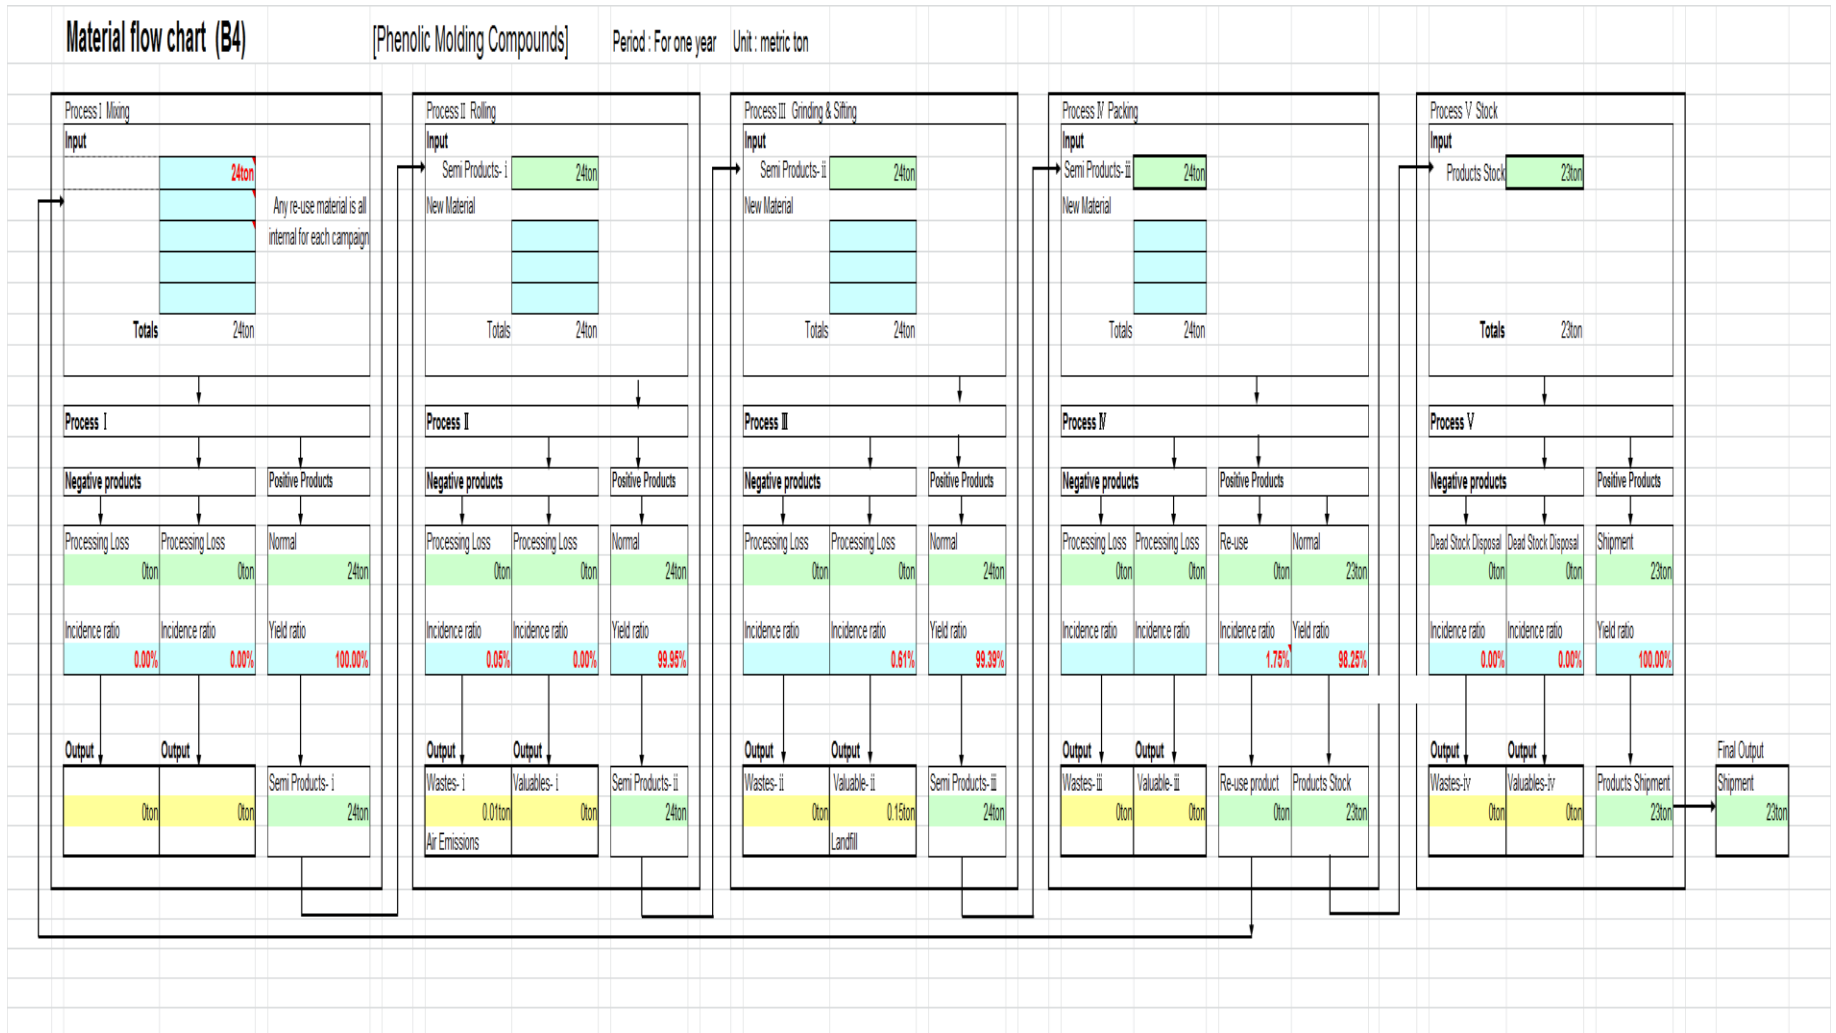 Material flow chart (B4) [Phenolic Molding Compounds] Period : For one year Unit : metric ton
Process Ⅰ Mixing
Input
24ton
Any re-use material is all
internal for each campaign
Totals 24ton
Process Ⅰ
Negative products Positive Products
Processing Loss Processing Loss Normal
0ton 0ton 24ton
Incidence ratio Incidence ratio Yield ratio
0.00% 0.00% 100.00%
Output Output
Semi Products- i
0ton 0ton 24ton
Process Ⅱ Rolling
Input
Semi Products- i 24ton
New Material
Totals 24ton
Process Ⅱ
Negative products Positive Products
Processing Loss Processing Loss Normal
0ton 0ton 24ton
Incidence ratio Incidence ratio Yield ratio
0.05% 0.00% 99.95%
Output Output
Wastes- i Valuables- i Semi Products- ii
0.01ton 0ton 24ton
Air Emissions
Process Ⅲ Grinding & Sifting
Input
Semi Products- ii 24ton
New Material
Totals 24ton
Process Ⅲ
Negative products Positive Products
Processing Loss Processing Loss Normal
0ton 0ton 24ton
Incidence ratio Incidence ratio Yield ratio
0.61% 99.39%
Output Output
Wastes- ii Valuable- ii Semi Products-iii
0ton 0.15ton 24ton
Landfill
Process Ⅳ Packing
Input
Semi Products- iii 24ton
New Material
Totals 24ton
Process Ⅳ
Negative products Positive Products
Processing Loss Processing Loss Re-use Normal
0ton 0ton 0ton 23ton
Incidence ratio Incidence ratio Incidence ratio Yield ratio
1.75% 98.25%
Output Output
Wastes- iii Valuable- iii Re-use product Products Stock
0ton 0ton 0ton 23ton
Process Ⅴ Stock
Input
Products Stock 23ton
Totals 23ton
Process Ⅴ
Negative products Positive Products
Dead Stock Disposal Dead Stock Disposal Shipment
0ton 0ton 23ton
Incidence ratio Incidence ratio Yield ratio
0.00% 0.00% 100.00%
Output Output
Wastes-iv Valuables-iv Products Shipment
0ton 0ton 23ton
Final Output
Shipment
23ton